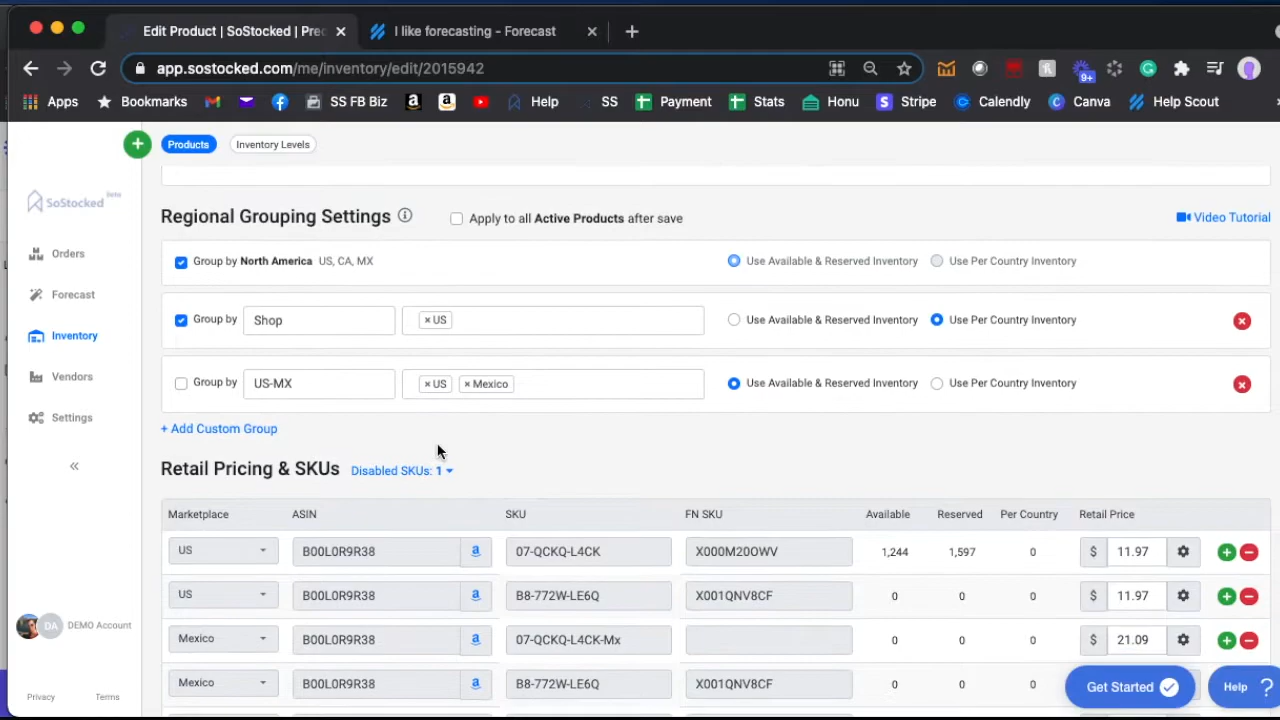 Edit Product | SoStocked | Prec
I like forecasting - Forecast
app.sostocked.com/me/inventory/edit/2015942
9+
Apps
Bookmarks
SS FB Biz
Help
SS
Payment
Stats
Honu
Stripe
Calendly
Canva
Help Scout
Products
Inventory Levels
SoStocked Beta
Orders
Forecast
Inventory
Vendors
Settings
DA DEMO Account
Privacy Terms
Regional Grouping Settings
Apply to all Active Products after save
Video Tutorial
Group by North America US, CA, MX
Use Available & Reserved Inventory
Use Per Country Inventory
Group by Shop × US
Use Available & Reserved Inventory
Use Per Country Inventory
Group by US-MX × US × Mexico
Use Available & Reserved Inventory
Use Per Country Inventory
+ Add Custom Group
Retail Pricing & SKUs Disabled SKUs: 1
Marketplace ASIN SKU FN SKU Available Reserved Per Country Retail Price
US B00L0R9R38 07-QCKQ-L4CK X000M20OWV 1,244 1,597 0 $ 11.97
US B00L0R9R38 B8-772W-LE6Q X001QNV8CF 0 0 0 $ 11.97
Mexico B00L0R9R38 07-QCKQ-L4CK-Mx 0 0 0 $ 21.09
Mexico B00L0R9R38 B8-772W-LE6Q X001QNV8CF 0 0
Get Started
Help ?